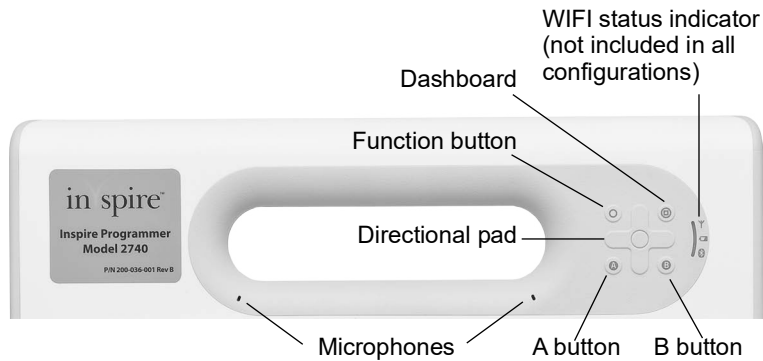 WIFI status indicator
(not included in all
configurations)
Dashboard
Function button
in spire™
Inspire Programmer
Model 2740
P/N 200-036-001 Rev B
Directional pad
A
B
Microphones
A button
B button